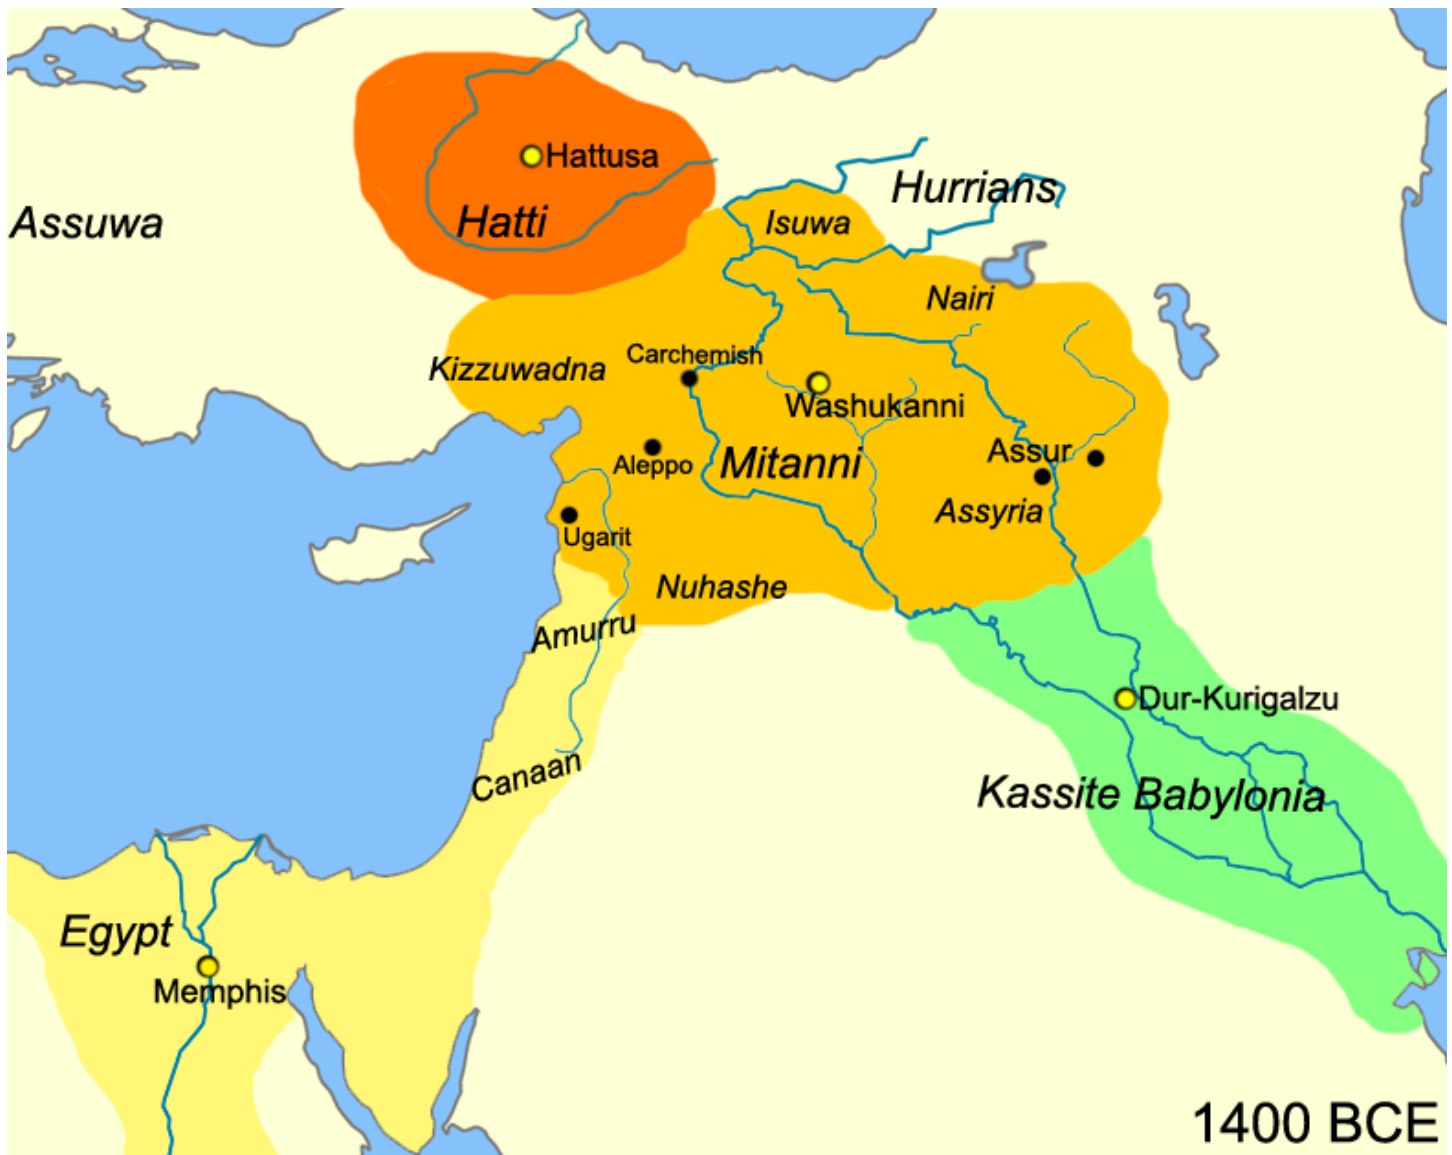 Hattusa
Hatti
Assuwa
Hurrians
Isuwa
Nairi
Kizzuwadna
Carchemish
Washukanni
Aleppo
Mitanni
Assur
Assyria
Ugarit
Nuhashe
Amurru
Dur-Kurigalzu
Canaan
Kassite Babylonia
Egypt
Memphis
1400 BCE